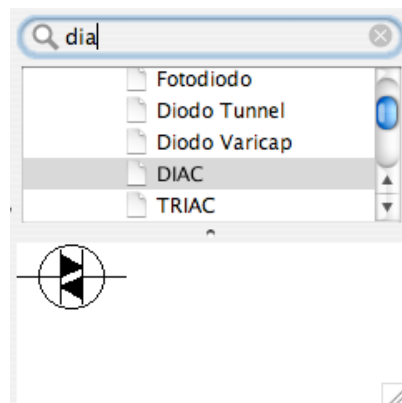 dia
Fotodiodo
Diodo Tunnel
Diodo Varicap
DIAC
TRIAC